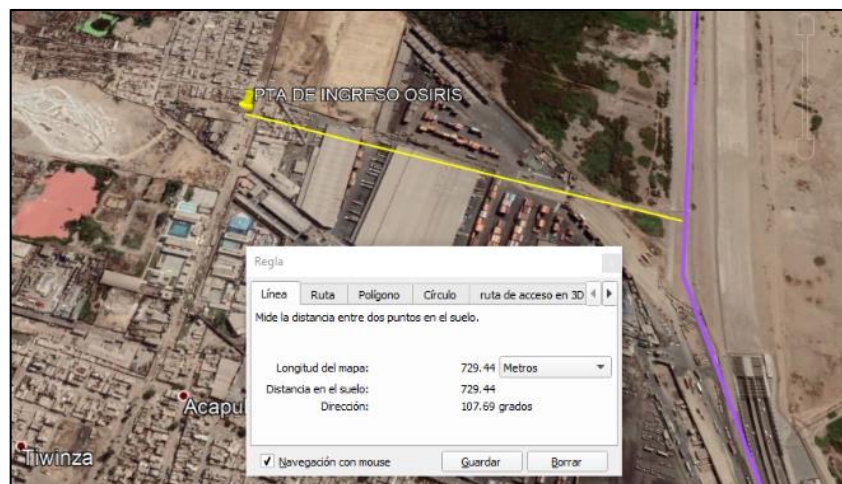 PTA DE INGRESO OSIRIS
Regla
Línea Ruta Polígono Círculo ruta de acceso en 3D
Mide la distancia entre dos puntos en el suelo.
Longitud del mapa: 729.44 Metros
Distancia en el suelo: 729.44
Dirección: 107.69 grados
Navegación con mouse Guardar Borrar
Acapul
Tiwinza